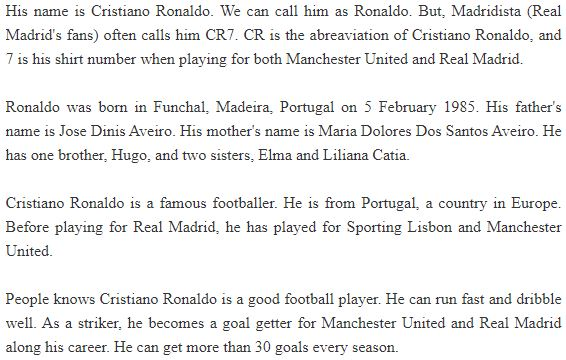 His name is Cristiano Ronaldo. We can call him as Ronaldo. But, Madridista (Real
Madrid's fans) often calls him CR7. CR is the abreaviation of Cristiano Ronaldo, and
7 is his shirt number when playing for both Manchester United and Real Madrid.
Ronaldo was born in Funchal, Madeira, Portugal on 5 February 1985. His father's
name is Jose Dinis Aveiro. His mother's name is Maria Dolores Dos Santos Aveiro. He
has one brother, Hugo, and two sisters, Elma and Liliana Catia.
Cristiano Ronaldo is a famous footballer. He is from Portugal, a country in Europe.
Before playing for Real Madrid, he has played for Sporting Lisbon and Manchester
United.
People knows Cristiano Ronaldo is a good football player. He can run fast and dribble
well. As a striker, he becomes a goal getter for Manchester United and Real Madrid
along his career. He can get more than 30 goals every season.